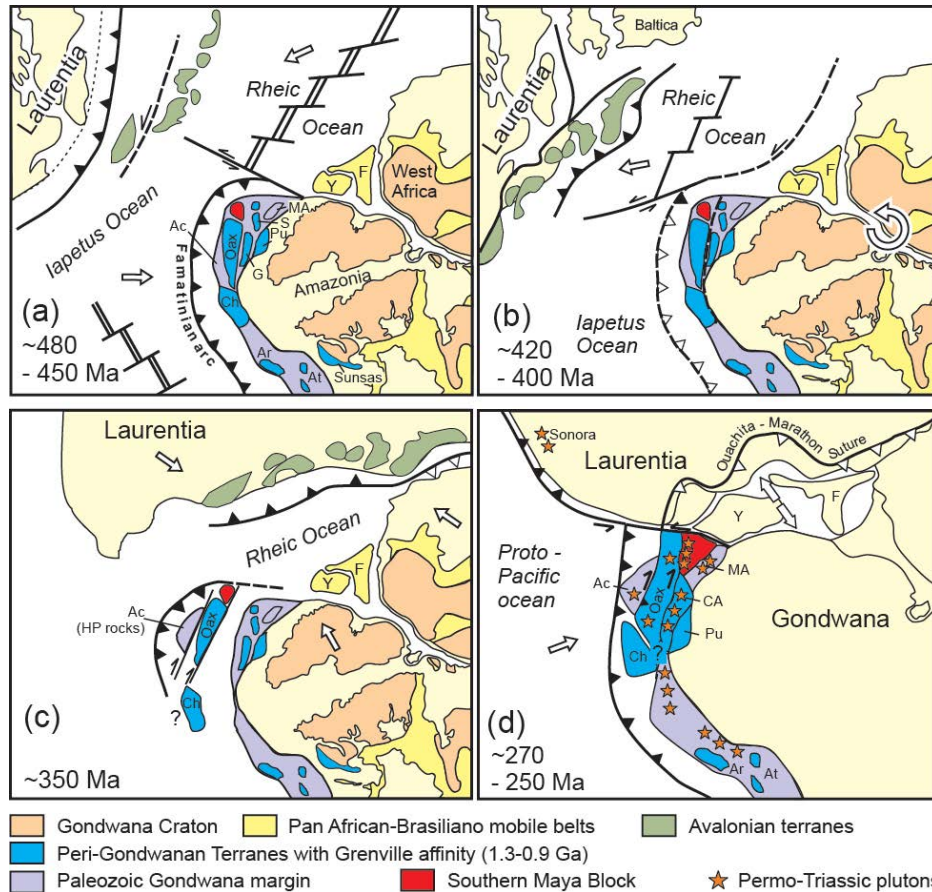 Laurentia
Rheic
Ocean
Iapetus Ocean
Famatinian arc
Y
F
West
Africa
MA
S
Pu
G
Ac
Oax
Ch
Amazonia
Ar
At
Sunsas
(a)
~480
- 450 Ma
Baltica
Laurentia
Rheic
Ocean
Y
F
Iapetus
Ocean
(b)
~420
- 400 Ma
Laurentia
Rheic Ocean
Y
F
Ac
(HP rocks)
Oax
Ch
?
(c)
~350 Ma
Sonora
Laurentia
Ouachita - Marathon
Suture
Y
F
Proto -
Pacific
ocean
Ac
Oax
MA
CA
Pu
Ch
?
Gondwana
Ar
At
(d)
~270
- 250 Ma
Gondwana Craton
Pan African-Brasiliano mobile belts
Avalonian terranes
Peri-Gondwanan Terranes with Grenville affinity (1.3-0.9 Ga)
Paleozoic Gondwana margin
Southern Maya Block
Permo-Triassic plutons